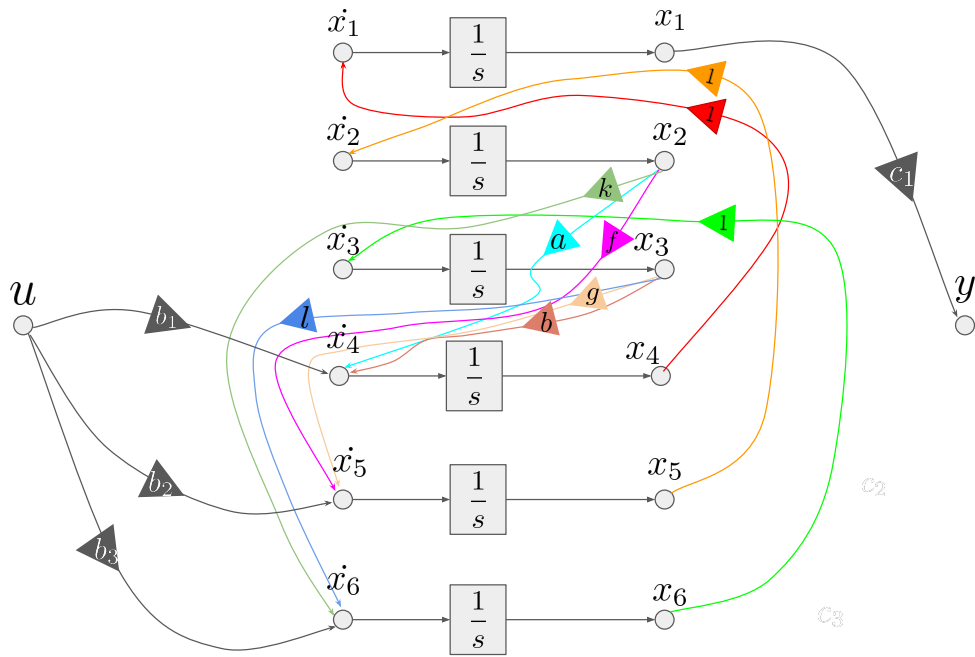 ẋ₁ 1/s x₁
1
1
ẋ₂ 1/s x₂
k
c₁
1
a f
ẋ₃ 1/s x₃
g
u y
b₁ l b
ẋ₄ 1/s x₄
ẋ₅ 1/s x₅
b₂ c₂
b₃
ẋ₆ 1/s x₆
c₃